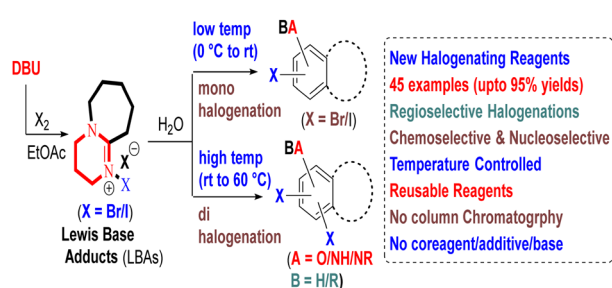 DBU
X2
EtOAc
N
N
X
⊕
X⊖
(X = Br/I)
Lewis Base
Adducts (LBAs)
H2O
low temp
(0 °C to rt)
mono
halogenation
high temp
(rt to 60 °C)
di
halogenation
BA
X
(X = Br/I)
BA
X
X
(A = O/NH/NR
B = H/R)
New Halogenating Reagents
45 examples (upto 95% yields)
Regioselective Halogenations
Chemoselective & Nucleoselective
Temperature Controlled
Reusable Reagents
No column Chromatogrphy
No coreagent/additive/base